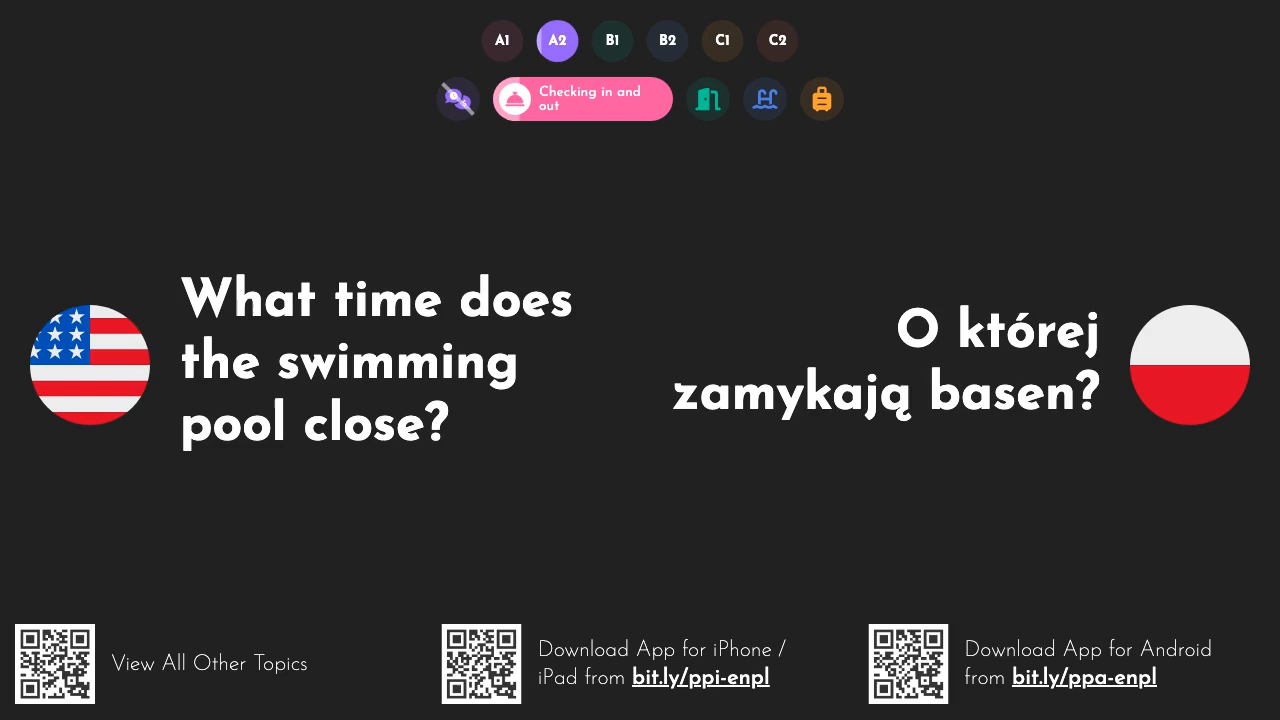 A1 A2 B1 B2 C1 C2
Checking in and
out
What time does
the swimming
pool close?
O której
zamykają basen?
View All Other Topics
Download App for iPhone /
iPad from bit.ly/ppi-enpl
Download App for Android
from bit.ly/ppa-enpl